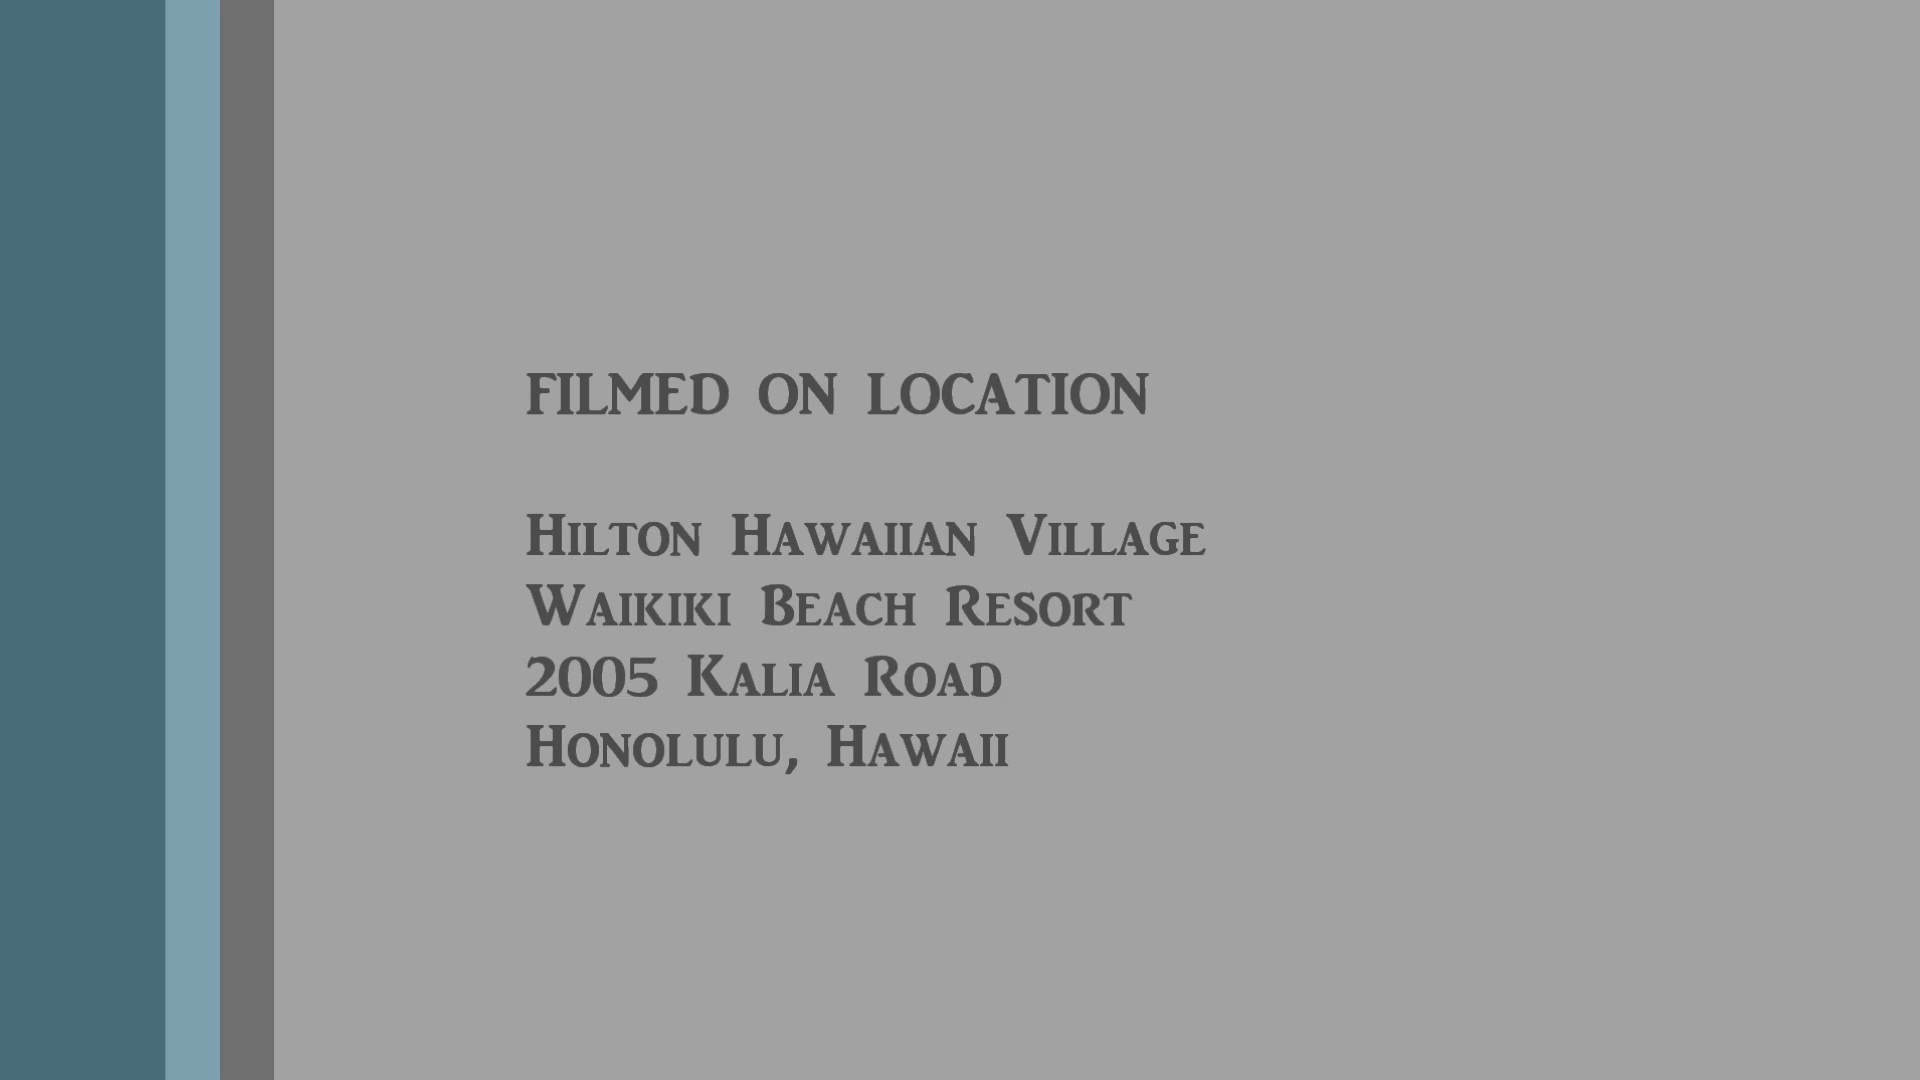 FILMED ON LOCATION
Hilton Hawaiian Village
Waikiki Beach Resort
2005 Kalia Road
Honolulu, Hawaii